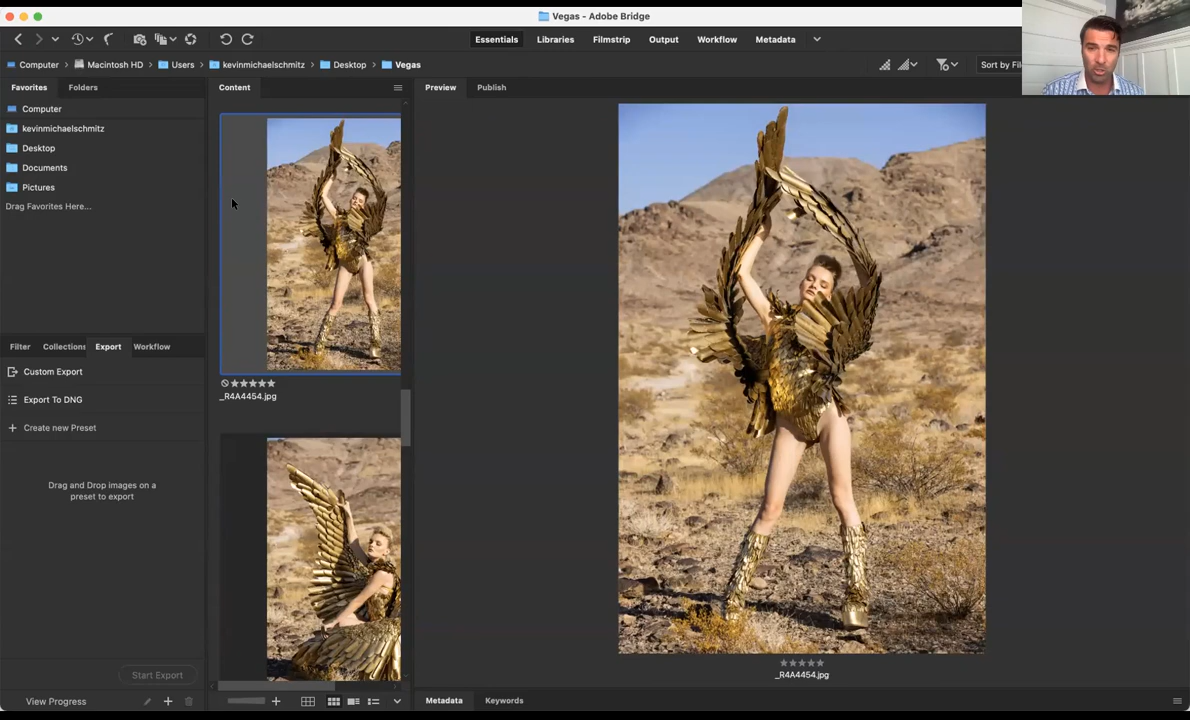 Vegas - Adobe Bridge
Essentials Libraries Filmstrip Output Workflow Metadata
Computer Macintosh HD Users kevinmichaelschmitz Desktop Vegas
Sort by Fil
Favorites Folders
Content
Preview Publish
Computer
kevinmichaelschmitz
Desktop
Documents
Pictures
Drag Favorites Here...
Filter Collections Export Workflow
Custom Export
Export To DNG
Create new Preset
Drag and Drop images on a
preset to export
Start Export
View Progress
_R4A4454.jpg
_R4A4454.jpg
Metadata Keywords